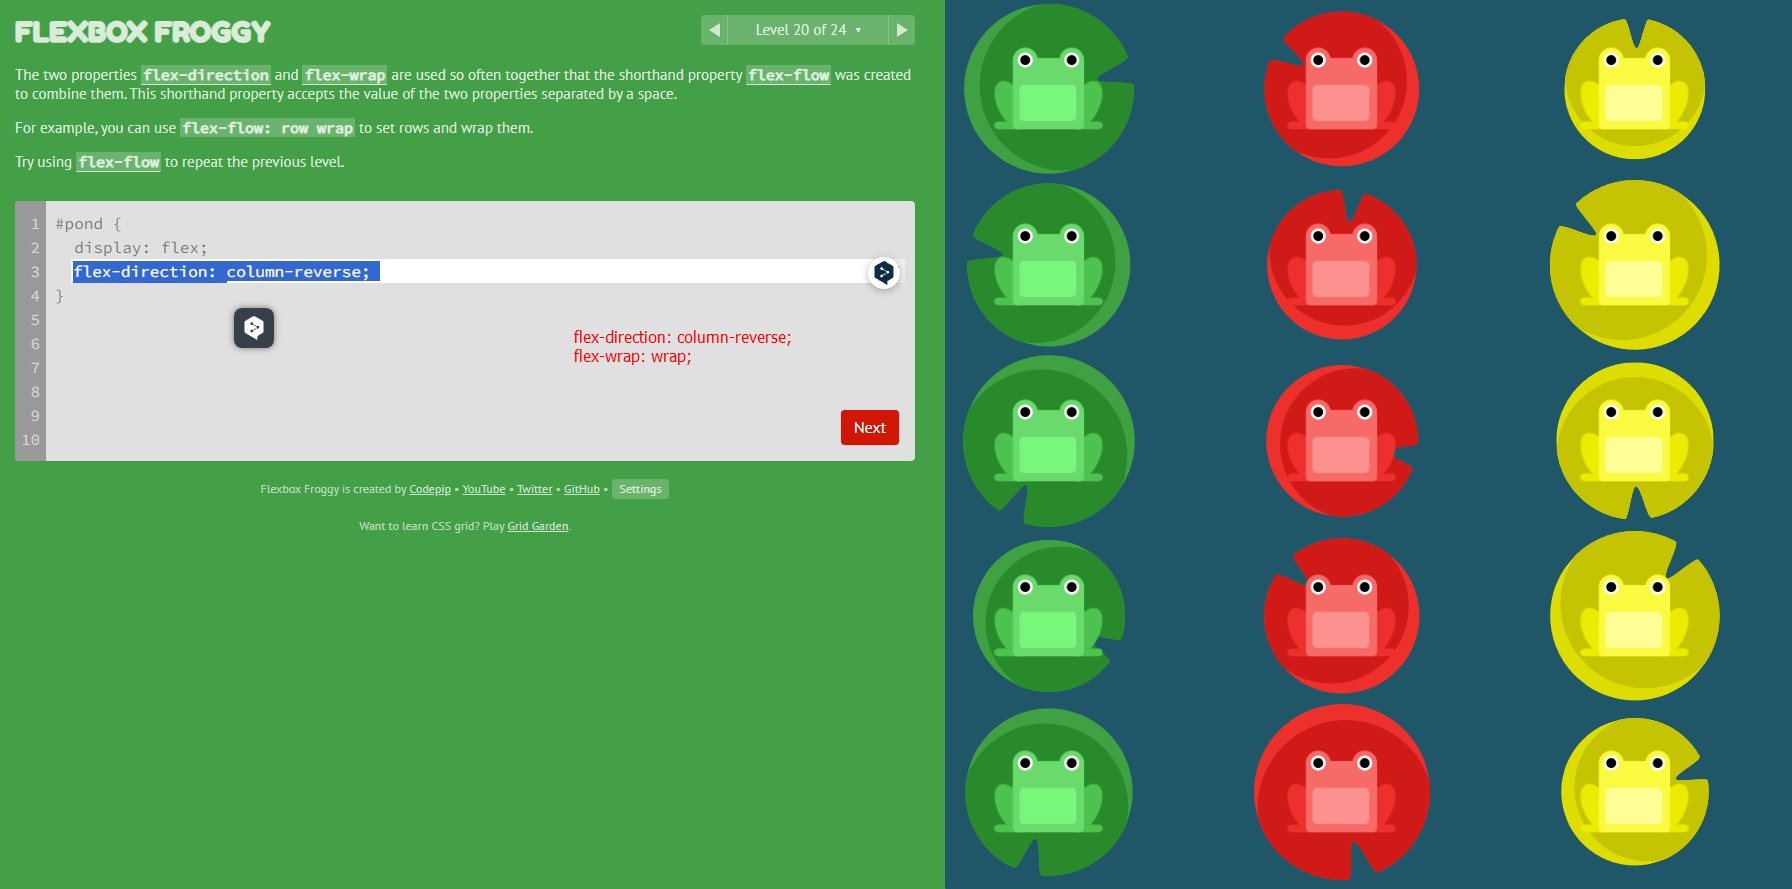 FLEXBOX FROGGY
Level 20 of 24
The two properties flex-direction and flex-wrap are used so often together that the shorthand property flex-flow was created
to combine them. This shorthand property accepts the value of the two properties separated by a space.
For example, you can use flex-flow: row wrap to set rows and wrap them.
Try using flex-flow to repeat the previous level.
1 #pond {
2 display: flex;
3 flex-direction: column-reverse;
4 }
5
6
7
8
9
10
flex-direction: column-reverse;
flex-wrap: wrap;
Next
Flexbox Froggy is created by Codepip • YouTube • Twitter • GitHub • Settings
Want to learn CSS grid? Play Grid Garden.